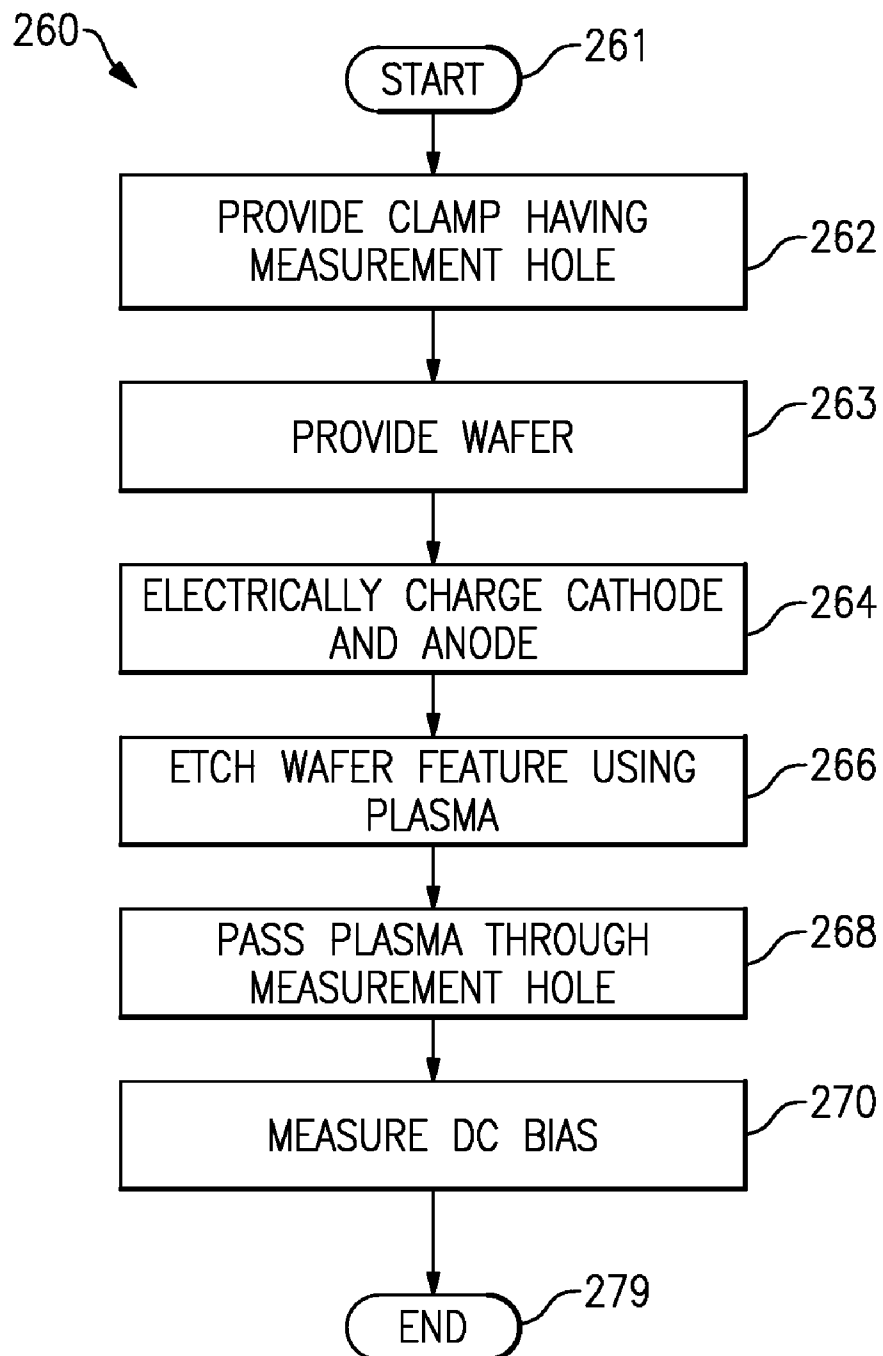 260
START
261
PROVIDE CLAMP HAVING
MEASUREMENT HOLE
262
PROVIDE WAFER
263
ELECTRICALLY CHARGE CATHODE
AND ANODE
264
ETCH WAFER FEATURE USING
PLASMA
266
PASS PLASMA THROUGH
MEASUREMENT HOLE
268
MEASURE DC BIAS
270
END
279